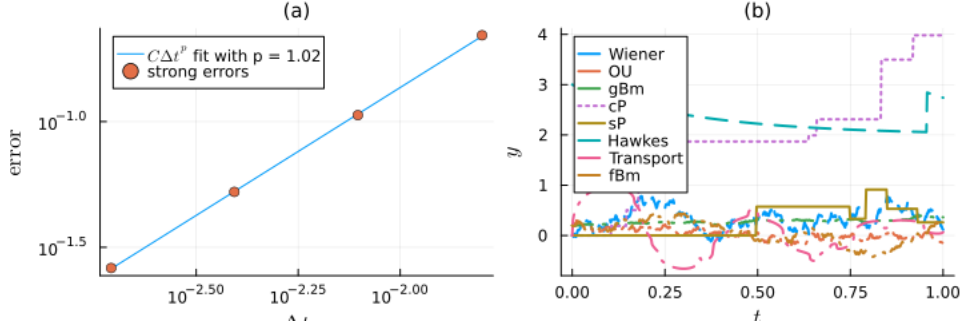 (a)
CΔt^p fit with p = 1.02
strong errors
error
10^−1.0
10^−1.5
10^−2.50
10^−2.25
10^−2.00
(b)
Wiener
OU
gBm
cP
sP
Hawkes
Transport
fBm
y
4
3
2
1
0
0.00
0.25
0.50
0.75
1.00
t